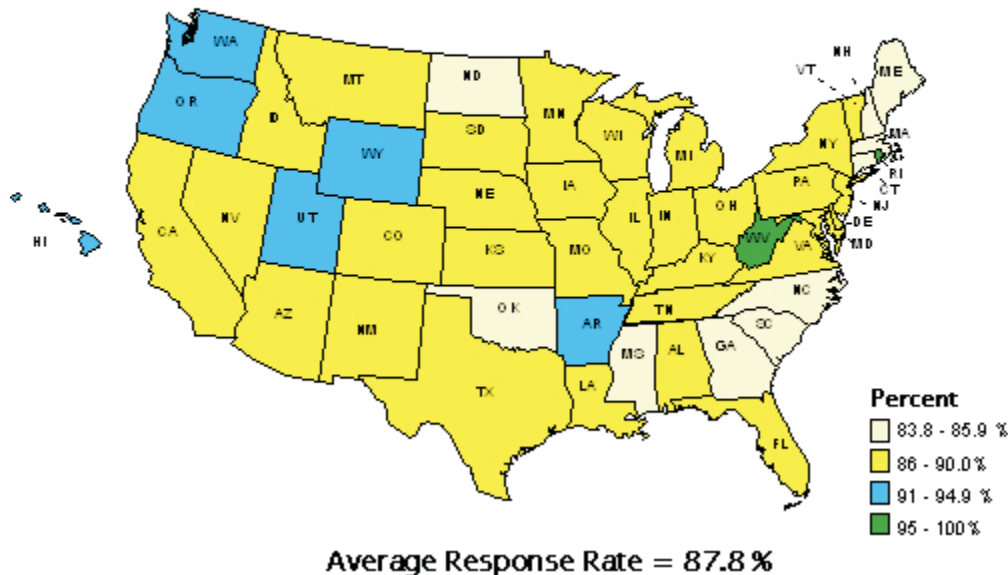 WA
NH
VT
ME
MT
ND
OR
MN
ID
SD
WI
NY
MA
MI
WY
RI
CT
PA
IA
NE
NJ
OH
DE
HI
NV
UT
IL
IN
MD
CA
CO
WV
VA
KS
MO
KY
NC
TN
OK
AZ
NM
AR
SC
MS
AL
GA
TX
LA
FL
Percent
83.8 - 85.9 %
86 - 90.0%
91 - 94.9 %
95 - 100%
Average Response Rate = 87.8%